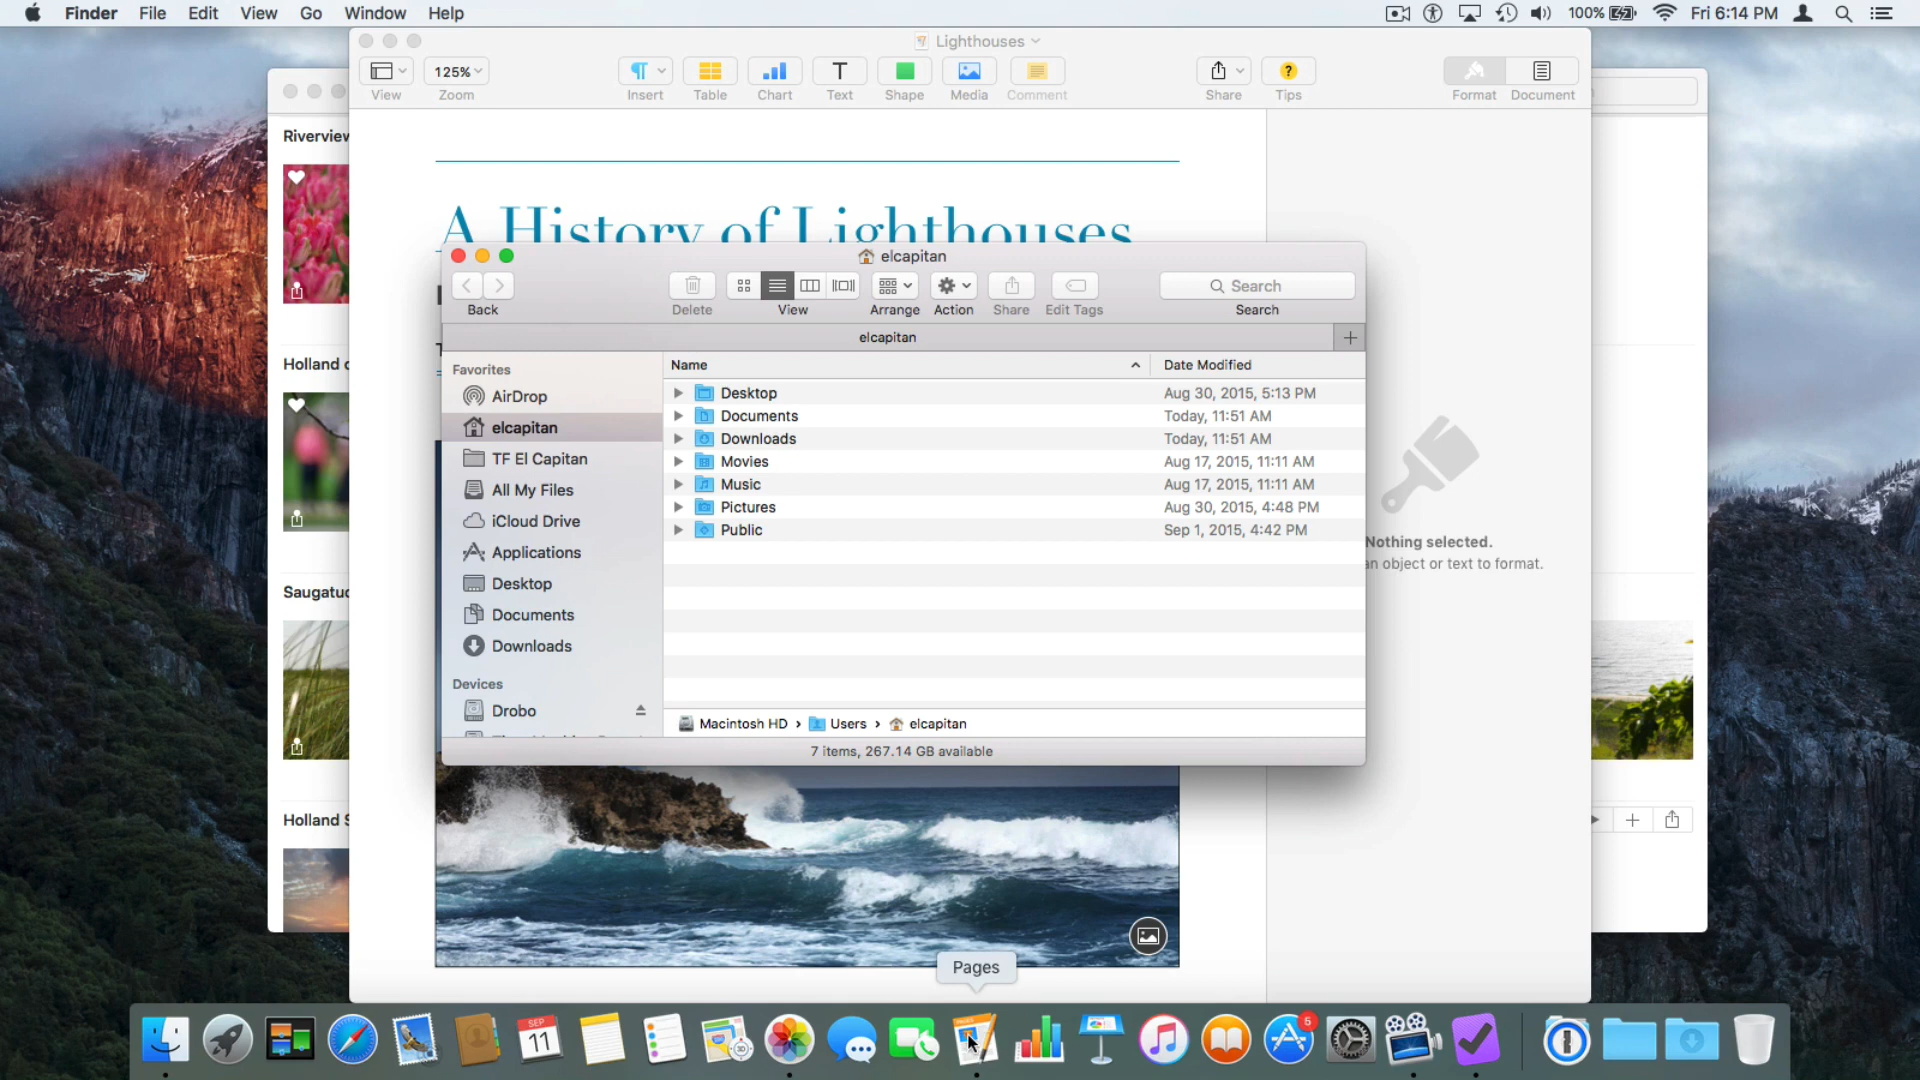 Finder File Edit View Go Window Help
100% Fri 6:14 PM
Lighthouses
125%
View Zoom Insert Table Chart Text Shape Media Comment Share Tips Format Document
Riverview
A History of Lighthouses
elcapitan
Search
Back Delete View Arrange Action Share Edit Tags Search
elcapitan
Holland
Favorites
AirDrop
elcapitan
TF El Capitan
All My Files
iCloud Drive
Applications
Desktop
Documents
Downloads
Devices
Drobo
Name Date Modified
Desktop Aug 30, 2015, 5:13 PM
Documents Today, 11:51 AM
Downloads Today, 11:51 AM
Movies Aug 17, 2015, 11:11 AM
Music Aug 17, 2015, 11:11 AM
Pictures Aug 30, 2015, 4:48 PM
Public Sep 1, 2015, 4:42 PM
Nothing selected.
an object or text to format.
Macintosh HD › Users › elcapitan
7 items, 267.14 GB available
Saugatuc
Holland S
Pages
SEP
11
5